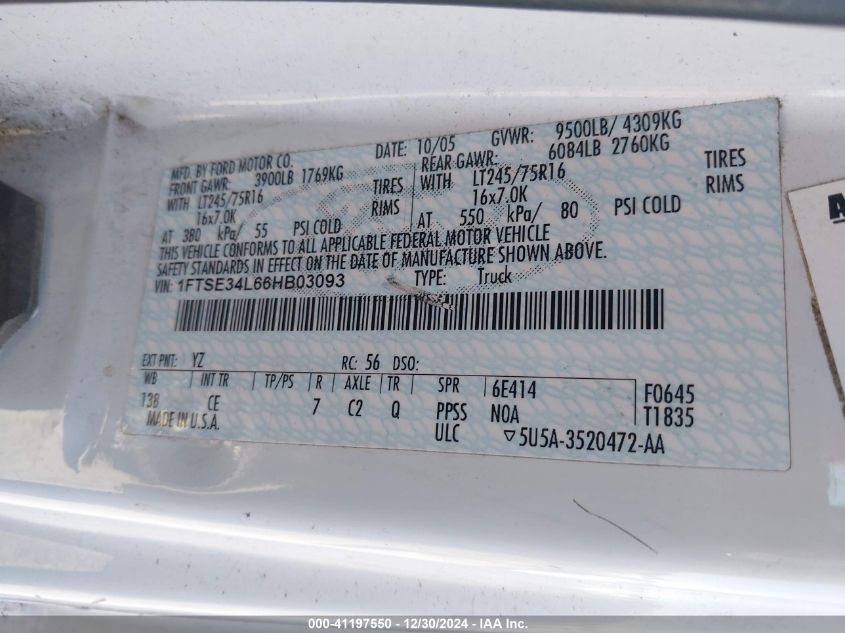 MFD. BY FORD MOTOR CO.
DATE: 10/05 GVWR: 9500LB/ 4309KG
FRONT GAWR: 3900LB 1769KG
REAR GAWR: 6084LB 2760KG
WITH LT245/75R16 TIRES
WITH LT245/75R16 TIRES
16x7.0K RIMS
16x7.0K RIMS
AT 380 kPa/ 55 PSI COLD
AT 550 kPa/ 80 PSI COLD
THIS VEHICLE CONFORMS TO ALL APPLICABLE FEDERAL MOTOR VEHICLE
SAFETY STANDARDS IN EFFECT ON THE DATE OF MANUFACTURE SHOWN ABOVE.
VIN: 1FTSE34L66HB03093 TYPE: Truck
EXT PNT: YZ RC: 56 DSO:
WB INT TR TP/PS R AXLE TR SPR 6E414 F0645
138 CE 7 C2 Q PPSS NOA T1835
MADE IN U.S.A. ULC ▽5U5A-3520472-AA
000-41197550 - 12/30/2024 - IAA Inc.